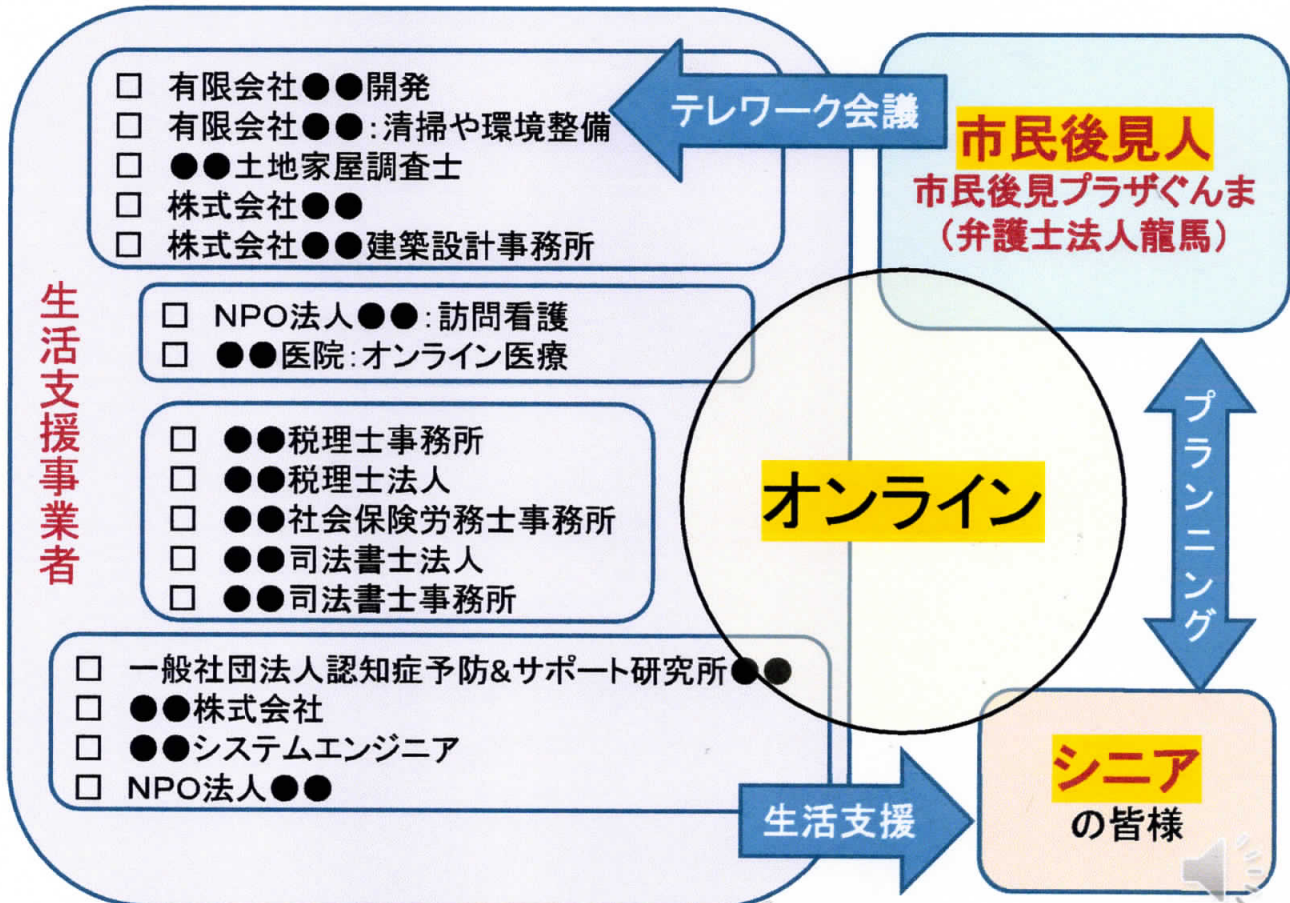 生活支援事業者
□ 有限会社●●開発
□ 有限会社●●:清掃や環境整備
□ ●●土地家屋調査士
□ 株式会社●●
□ 株式会社●●建築設計事務所
□ NPO法人●●:訪問看護
□ ●●医院:オンライン医療
□ ●●税理士事務所
□ ●●税理士法人
□ ●●社会保険労務士事務所
□ ●●司法書士法人
□ ●●司法書士事務所
□ 一般社団法人認知症予防&サポート研究所●●
□ ●●株式会社
□ ●●システムエンジニア
□ NPO法人●●
テレワーク会議
市民後見人
市民後見プラザぐんま
(弁護士法人龍馬)
オンライン
プランニング
生活支援
シニア
の皆様